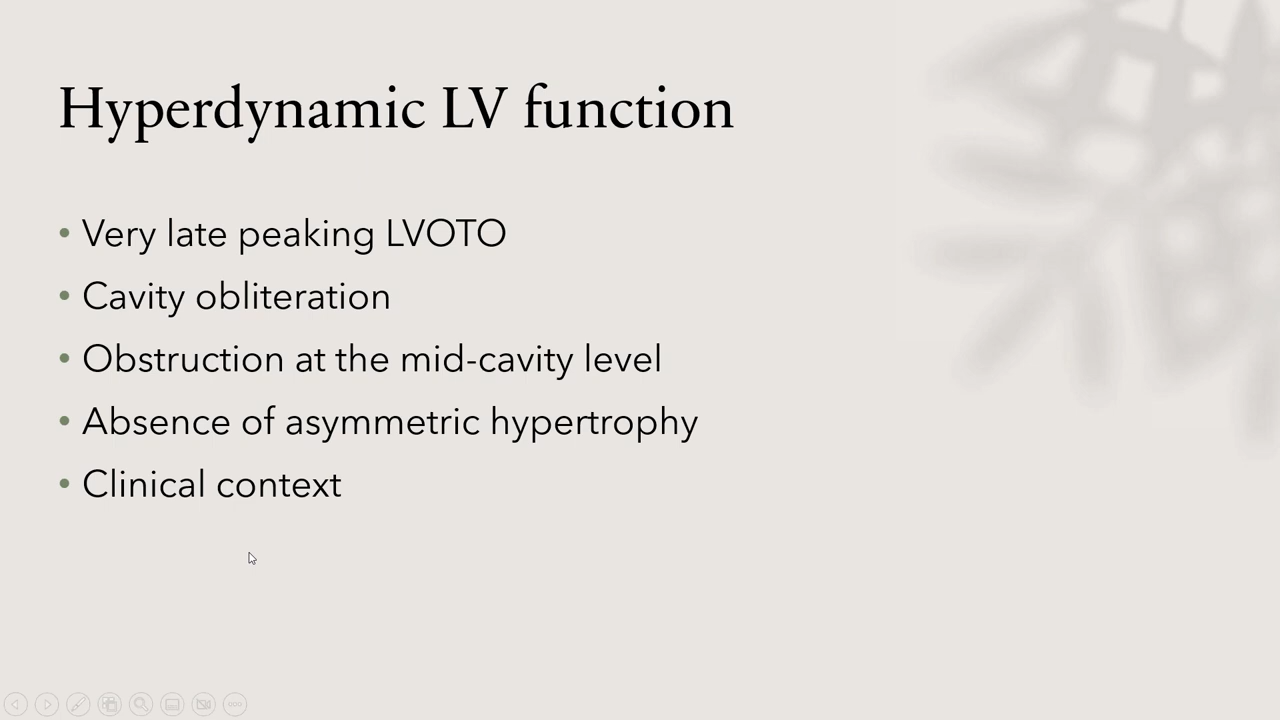 Hyperdynamic LV function
• Very late peaking LVOTO
• Cavity obliteration
• Obstruction at the mid-cavity level
• Absence of asymmetric hypertrophy
• Clinical context